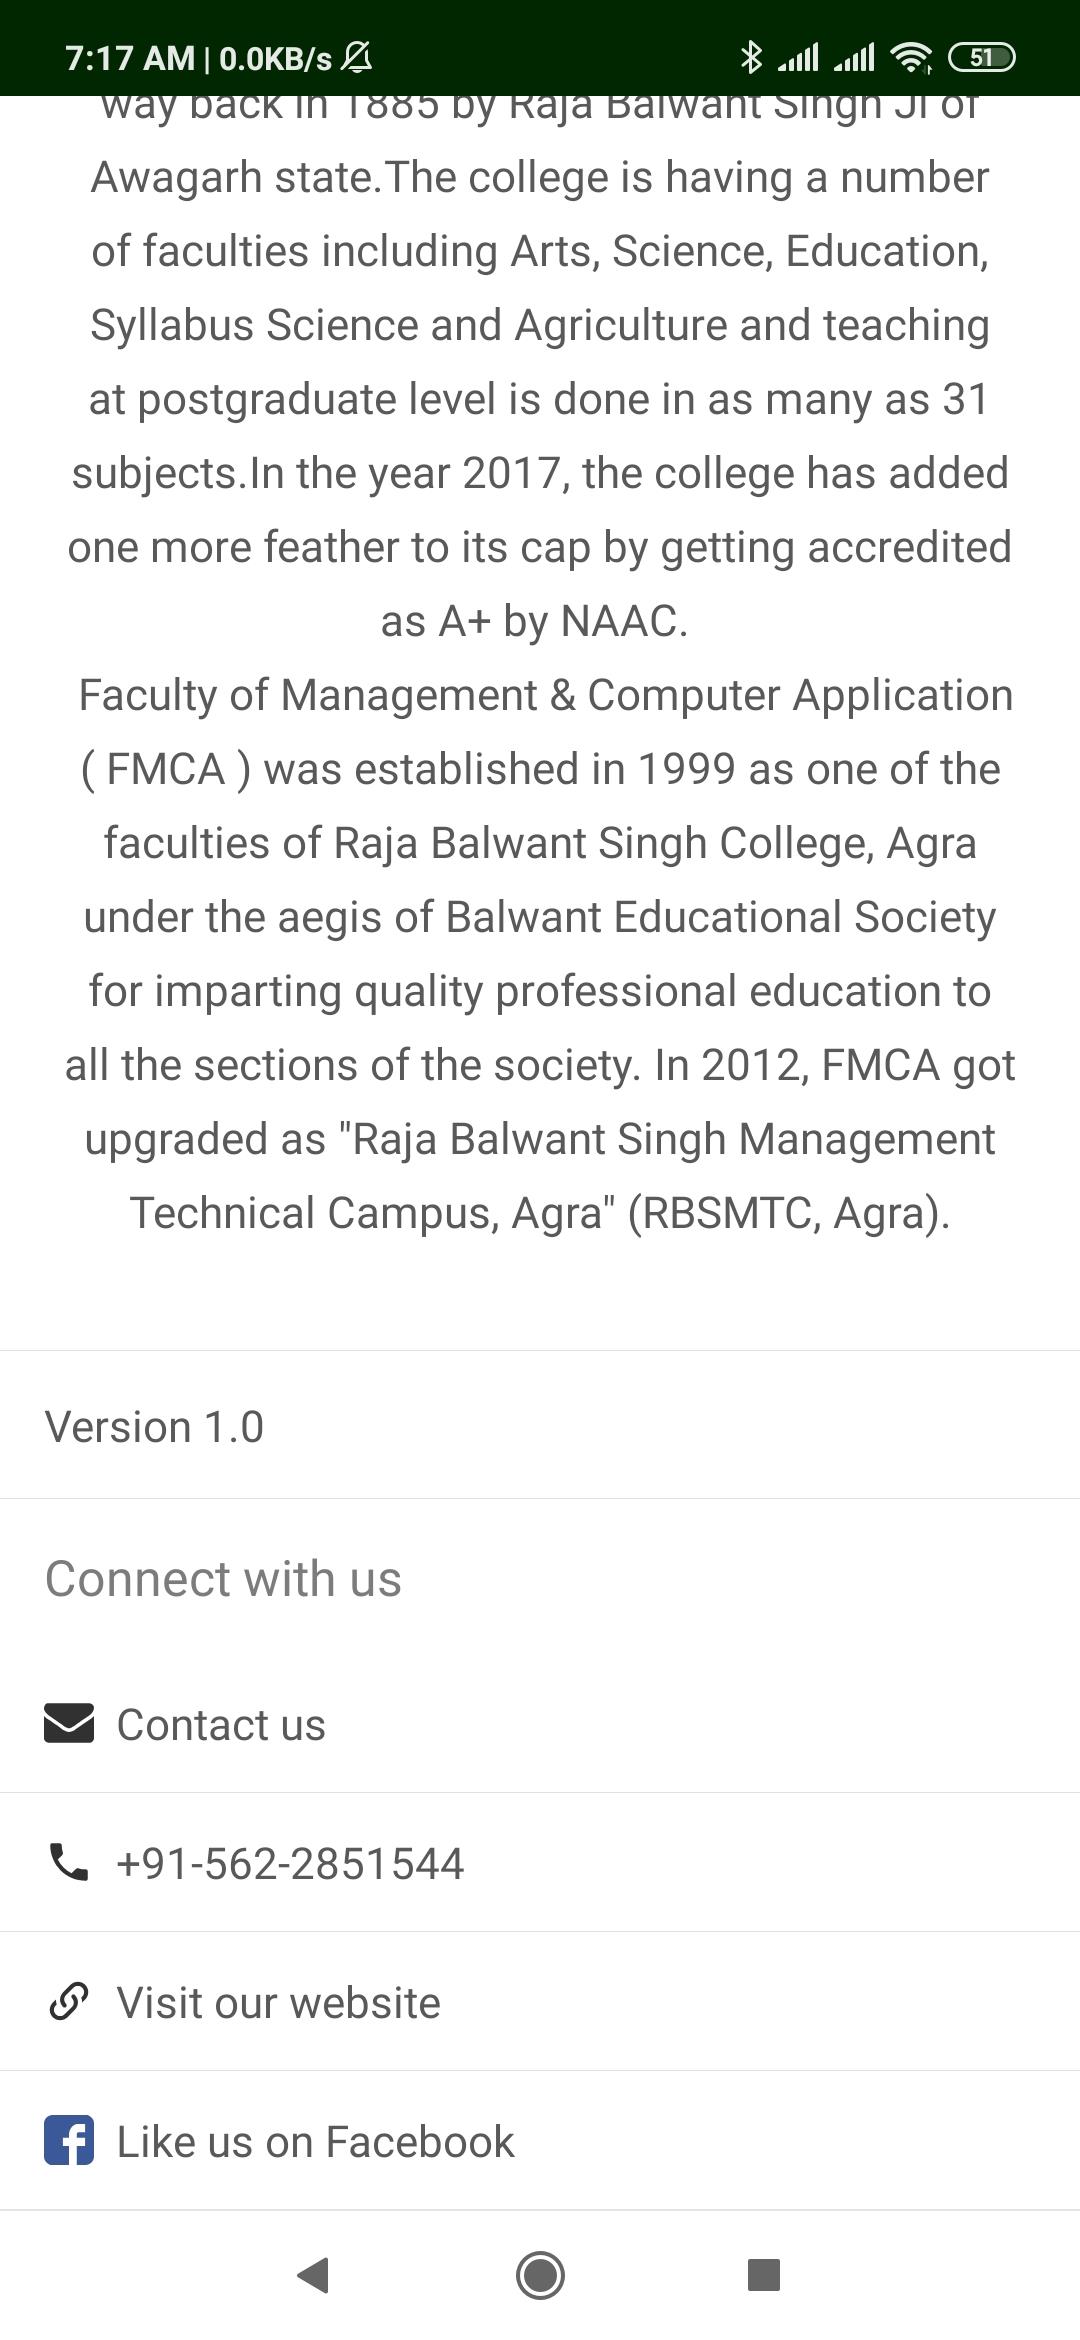 7:17 AM | 0.0KB/s
51
way back in 1885 by Raja Balwant Singh Ji of
Awagarh state.The college is having a number
of faculties including Arts, Science, Education,
Syllabus Science and Agriculture and teaching
at postgraduate level is done in as many as 31
subjects.In the year 2017, the college has added
one more feather to its cap by getting accredited
as A+ by NAAC.
Faculty of Management & Computer Application
( FMCA ) was established in 1999 as one of the
faculties of Raja Balwant Singh College, Agra
under the aegis of Balwant Educational Society
for imparting quality professional education to
all the sections of the society. In 2012, FMCA got
upgraded as "Raja Balwant Singh Management
Technical Campus, Agra" (RBSMTC, Agra).
Version 1.0
Connect with us
Contact us
+91-562-2851544
Visit our website
Like us on Facebook